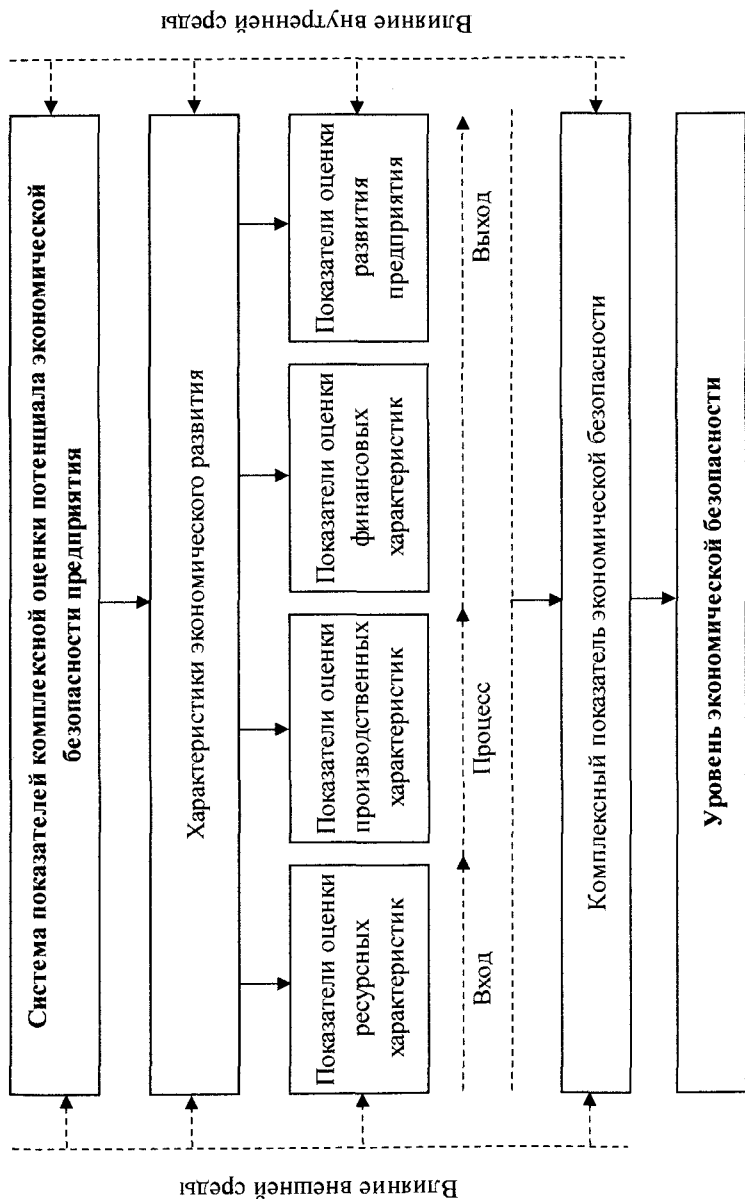 Система показателей комплексной оценки потенциала экономической
безопасности предприятия
Характеристики экономического развития
Показатели оценки
ресурсных
характеристик
Показатели оценки
производственных
характеристик
Показатели оценки
финансовых
характеристик
Показатели оценки
развития
предприятия
Вход
Процесс
Выход
Комплексный показатель экономической безопасности
Уровень экономической безопасности
Влияние внешней среды
Влияние внутренней среды